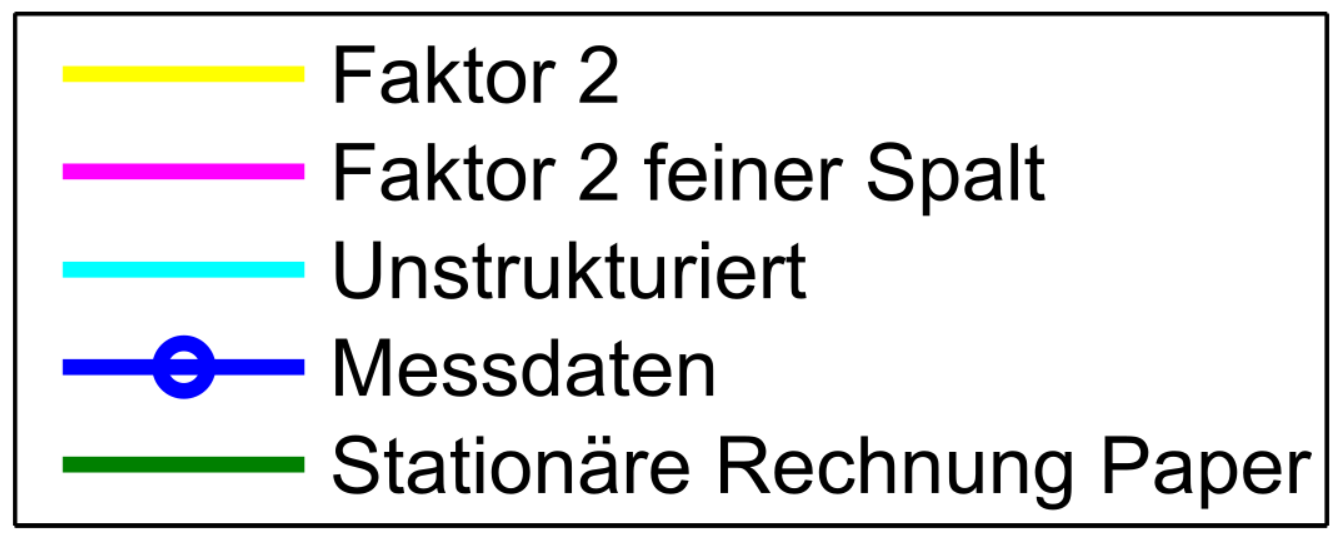 Faktor 2
Faktor 2 feiner Spalt
Unstrukturiert
Messdaten
Stationäre Rechnung Paper